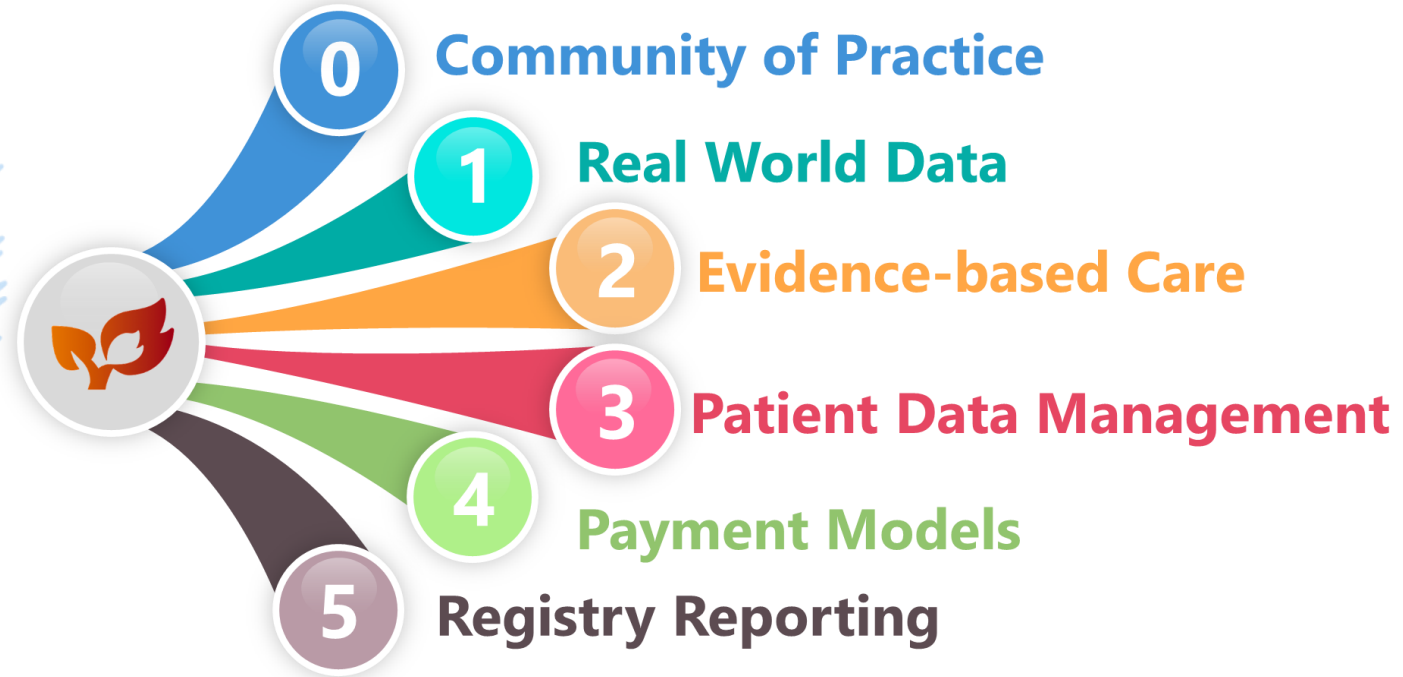 0 Community of Practice
1 Real World Data
2 Evidence-based Care
3 Patient Data Management
4 Payment Models
5 Registry Reporting